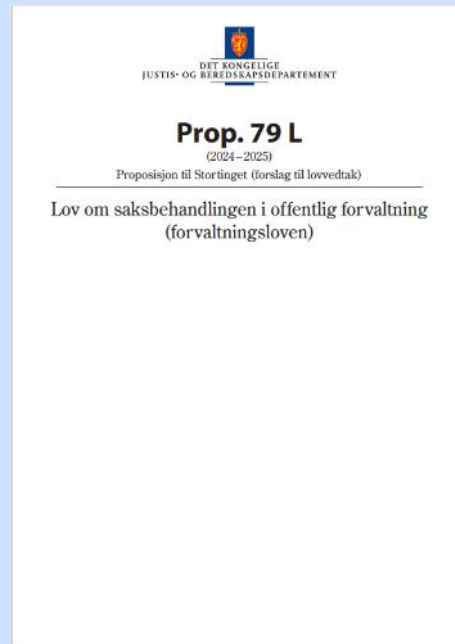 DET KONGELIGE
JUSTIS- OG BEREDSKAPSDEPARTEMENT
Prop. 79 L
(2024–2025)
Proposisjon til Stortinget (forslag til lovvedtak)
Lov om saksbehandlingen i offentlig forvaltning
(forvaltningsloven)